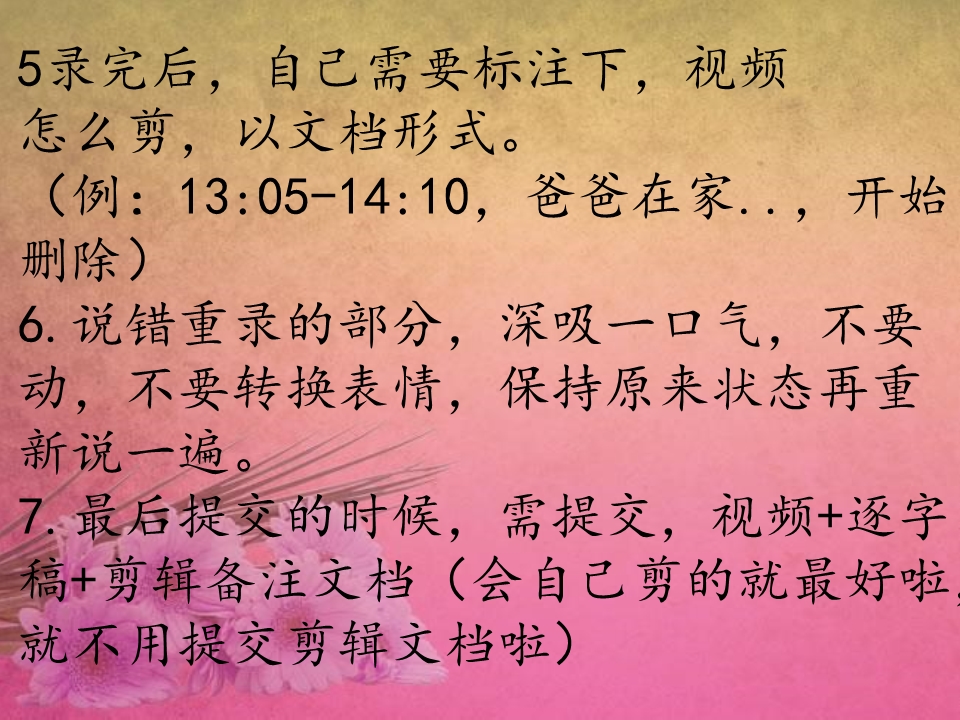 5录完后，自己需要标注下，视频
怎么剪，以文档形式。
（例：13:05-14:10，爸爸在家..，开始
删除）
6.说错重录的部分，深吸一口气，不要
动，不要转换表情，保持原来状态再重
新说一遍。
7.最后提交的时候，需提交，视频+逐字
稿+剪辑备注文档（会自己剪的就最好啦，
就不用提交剪辑文档啦）